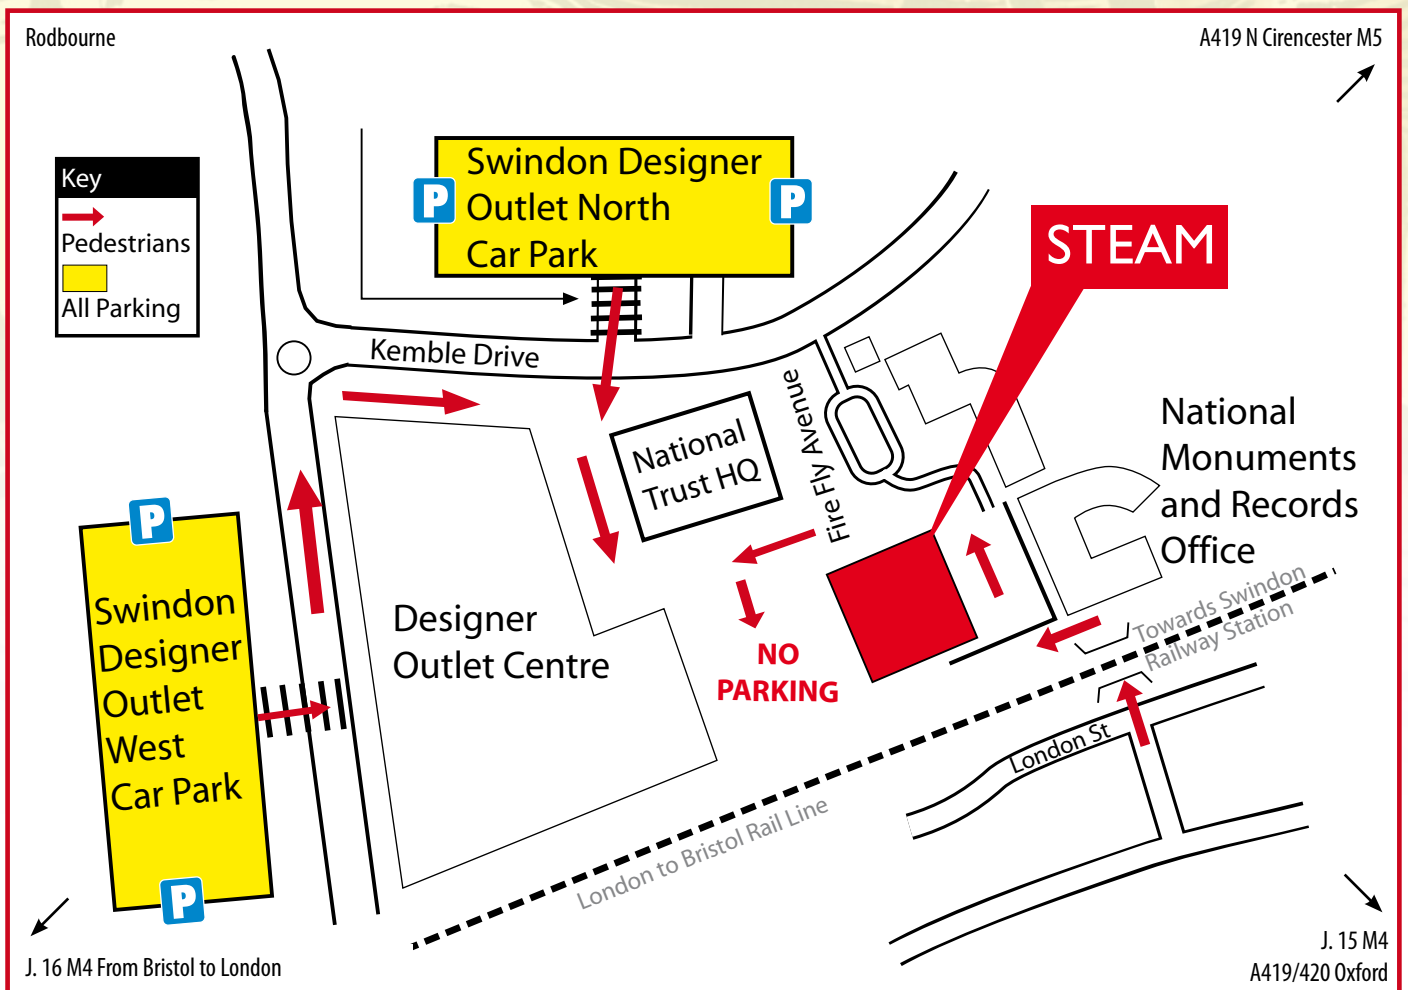 Rodbourne
A419 N Cirencester M5
Key
Pedestrians
All Parking
P
Swindon Designer
Outlet North
Car Park
P
STEAM
Kemble Drive
National
Trust HQ
Fire Fly Avenue
National
Monuments
and Records
Office
P
Swindon
Designer
Outlet
West
Car Park
P
Designer
Outlet Centre
NO
PARKING
Towards Swindon
Railway Station
London St
London to Bristol Rail Line
J. 16 M4 From Bristol to London
J. 15 M4
A419/420 Oxford